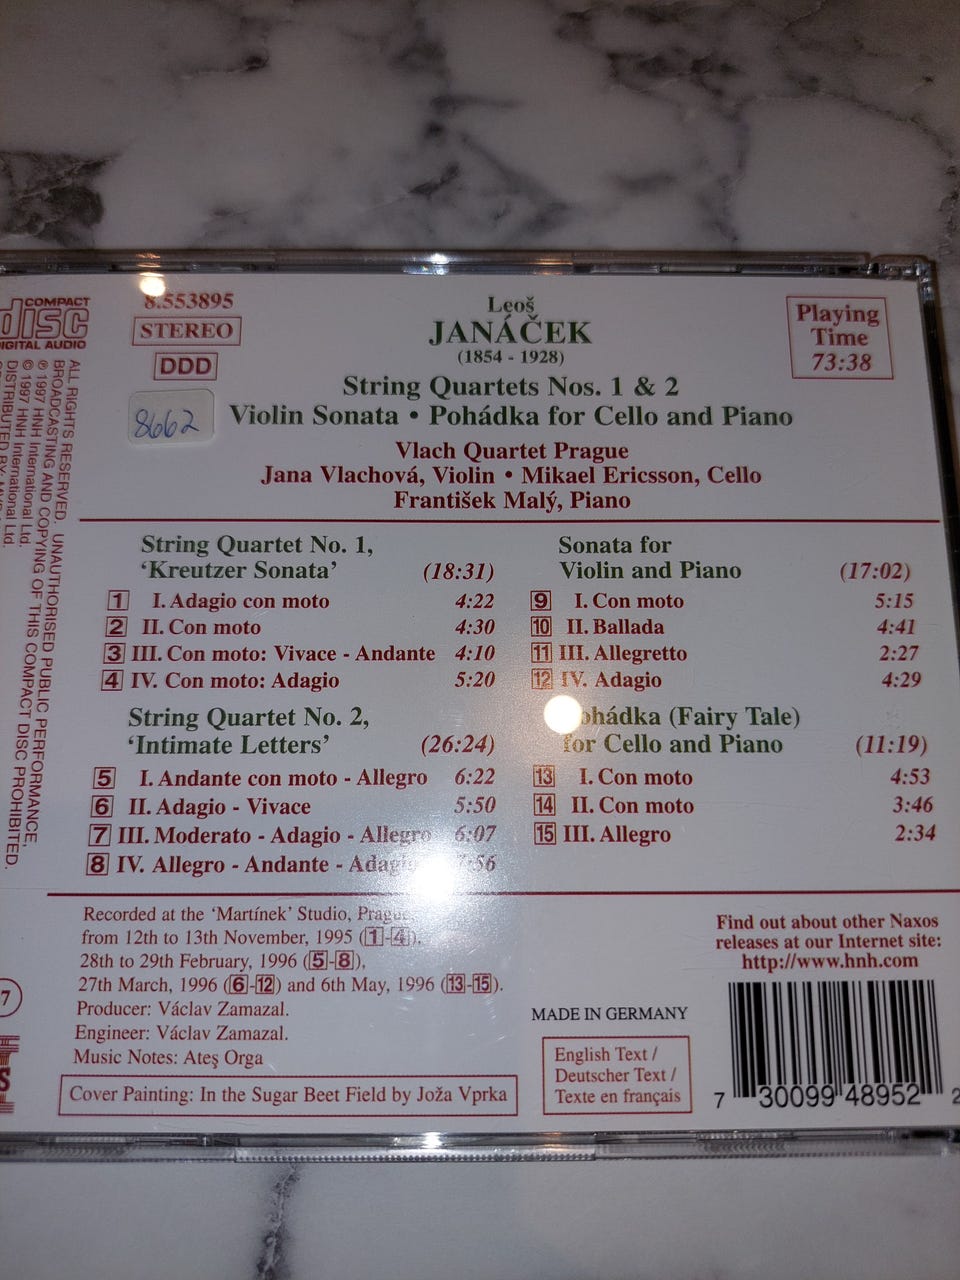 COMPACT
disc
DIGITAL AUDIO
8.553895
STEREO
DDD
8662
Leoš
JANÁČEK
(1854 - 1928)
String Quartets Nos. 1 & 2
Violin Sonata • Pohádka for Cello and Piano
Vlach Quartet Prague
Jana Vlachová, Violin • Mikael Ericsson, Cello
František Malý, Piano
Playing
Time
73:38
ALL RIGHTS RESERVED. UNAUTHORISED PUBLIC PERFORMANCE,
BROADCASTING AND COPYING OF THIS COMPACT DISC PROHIBITED.
℗ 1997 HNH International Ltd.
© 1997 HNH International Ltd.
DISTRIBUTED BY:
String Quartet No. 1,
‘Kreutzer Sonata’ (18:31)
1 I. Adagio con moto 4:22
2 II. Con moto 4:30
3 III. Con moto: Vivace - Andante 4:10
4 IV. Con moto: Adagio 5:20
String Quartet No. 2,
‘Intimate Letters’ (26:24)
5 I. Andante con moto - Allegro 6:22
6 II. Adagio - Vivace 5:50
7 III. Moderato - Adagio - Allegro 6:07
8 IV. Allegro - Andante - Adagio :56
Sonata for
Violin and Piano (17:02)
9 I. Con moto 5:15
10 II. Ballada 4:41
11 III. Allegretto 2:27
12 IV. Adagio 4:29
Pohádka (Fairy Tale)
for Cello and Piano (11:19)
13 I. Con moto 4:53
14 II. Con moto 3:46
15 III. Allegro 2:34
Recorded at the ‘Martínek’ Studio, Prague,
from 12th to 13th November, 1995 (1-4),
28th to 29th February, 1996 (5-8),
27th March, 1996 (6-12) and 6th May, 1996 (13-15).
Producer: Václav Zamazal.
Engineer: Václav Zamazal.
Music Notes: Ateş Orga
Cover Painting: In the Sugar Beet Field by Joža Vprka
MADE IN GERMANY
English Text /
Deutscher Text /
Texte en français
Find out about other Naxos
releases at our Internet site:
http://www.hnh.com
7 30099 48952 2